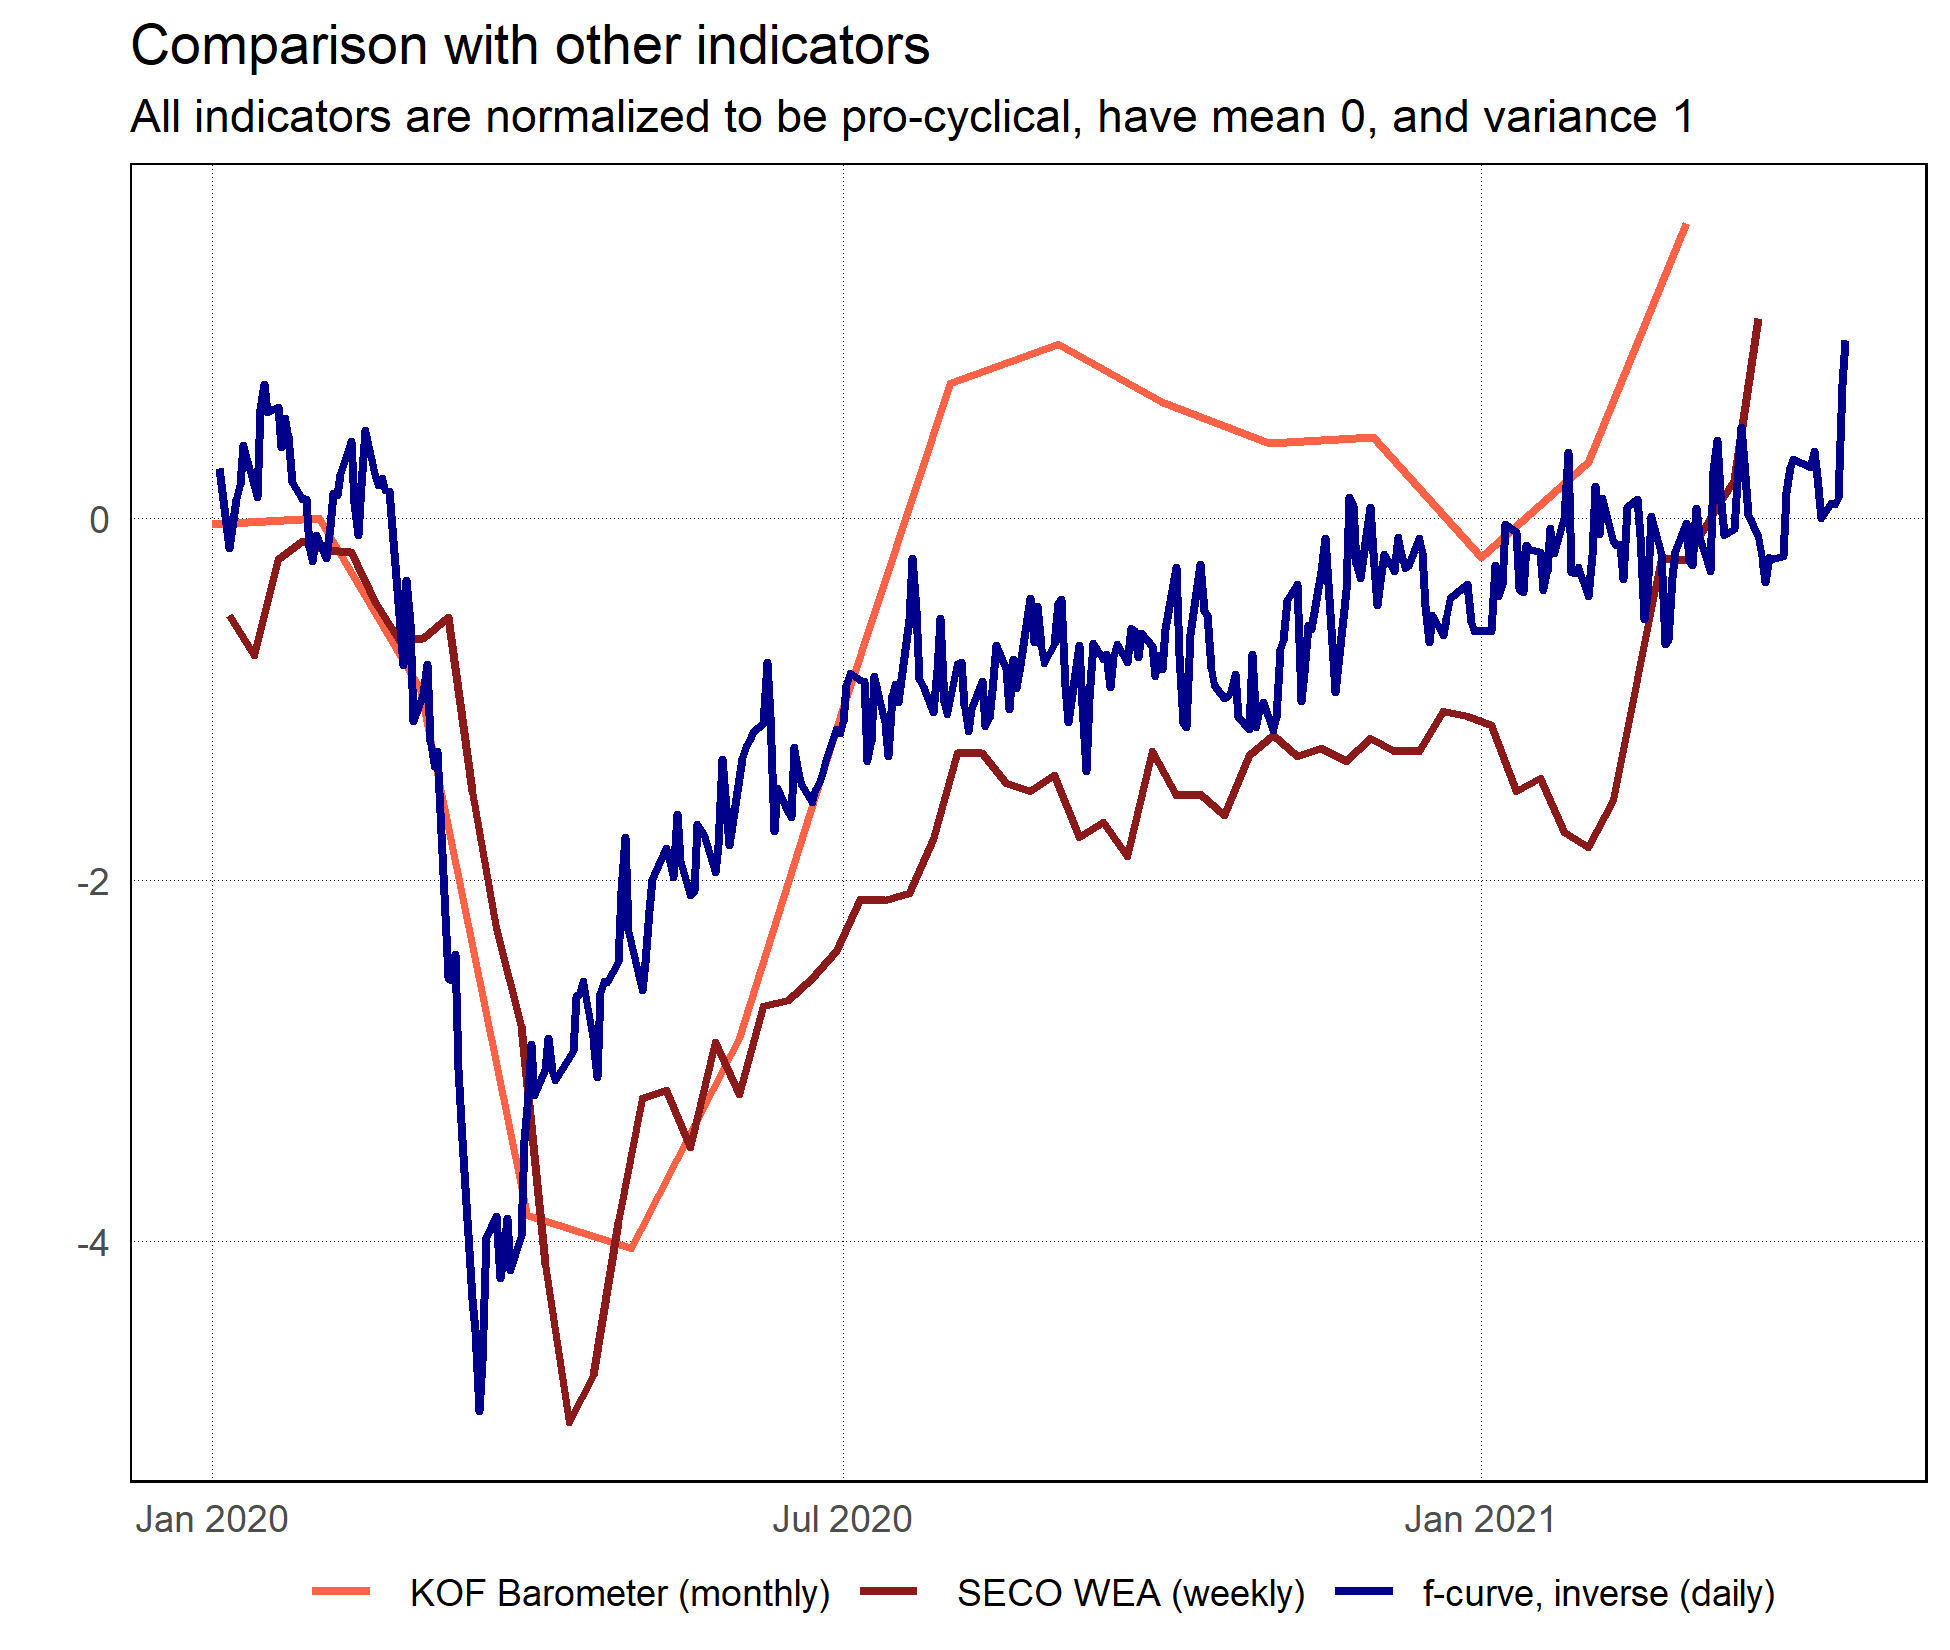 Comparison with other indicators
All indicators are normalized to be pro-cyclical, have mean 0, and variance 1
0
-2
-4
Jan 2020 Jul 2020 Jan 2021
KOF Barometer (monthly) SECO WEA (weekly) f-curve, inverse (daily)